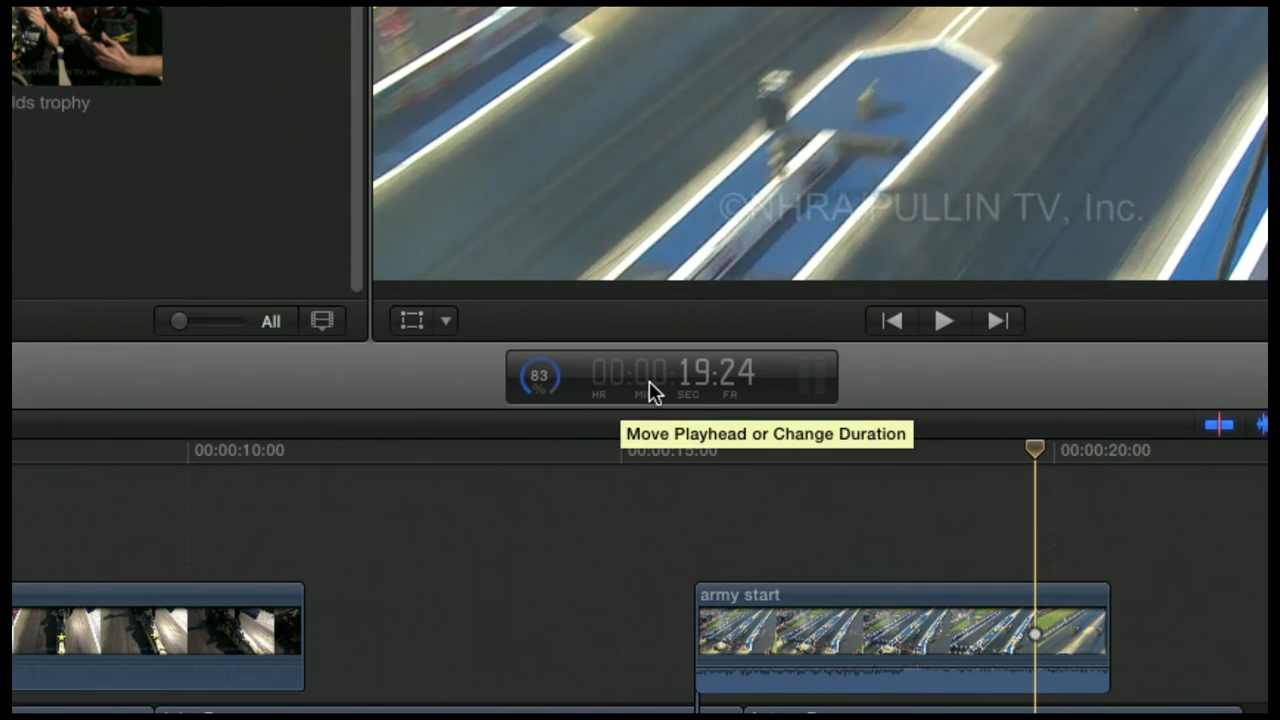 lds trophy
©NHRA/PULLIN TV, Inc.
All
83
%
00:00:19:24
HR
SEC
FR
Move Playhead or Change Duration
00:00:10:00
00:00:15:00
00:00:20:00
army start